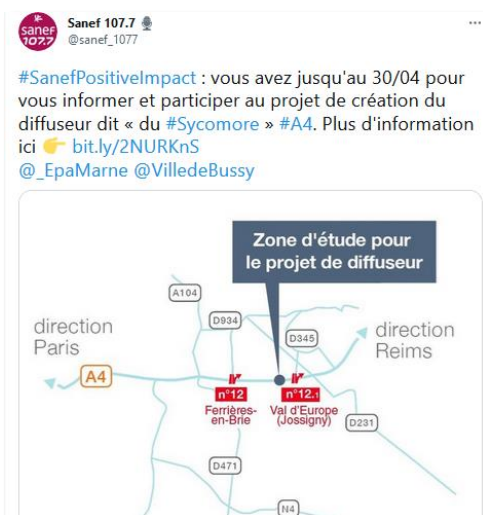 sanef
107.7
Sanef 107.7
@sanef_1077
#SanefPositiveImpact : vous avez jusqu'au 30/04 pour
vous informer et participer au projet de création du
diffuseur dit « du #Sycomore » #A4. Plus d'information
ici 👉 bit.ly/2NURKnS
@_EpaMarne @VilledeBussy
Zone d'étude pour
le projet de diffuseur
A104
D934
direction
Paris
D345
direction
Reims
A4
n°12
Ferrières-
en-Brie
n°12.1
Val d'Europe
(Jossigny)
D231
D471
N4